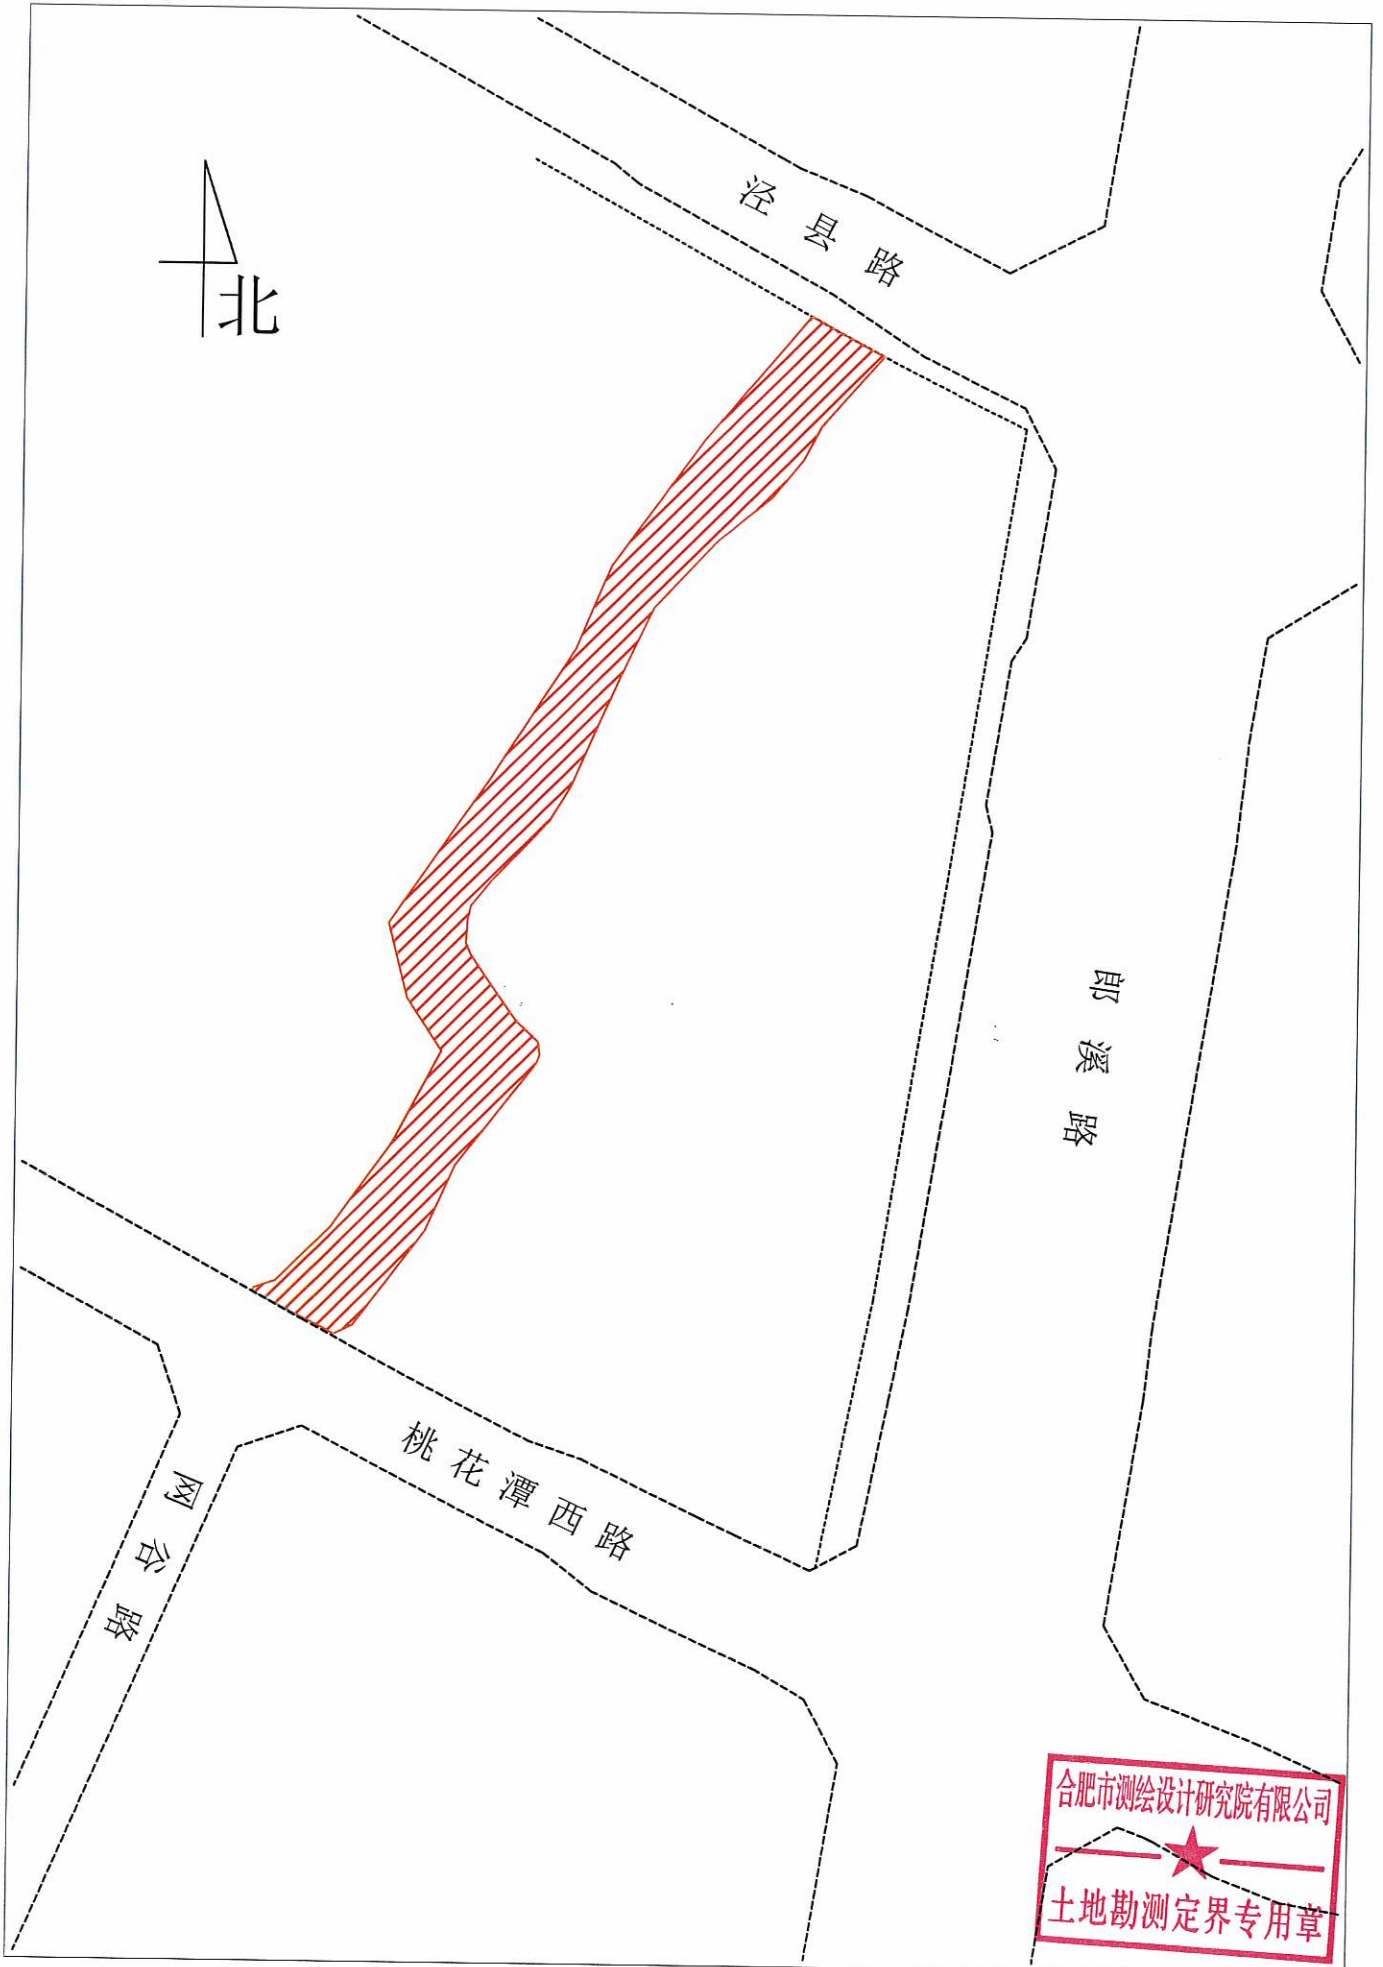 泾县路
北
郎溪路
桃花潭西路
网谷路
合肥市测绘设计研究院有限公司
土地勘测定界专用章